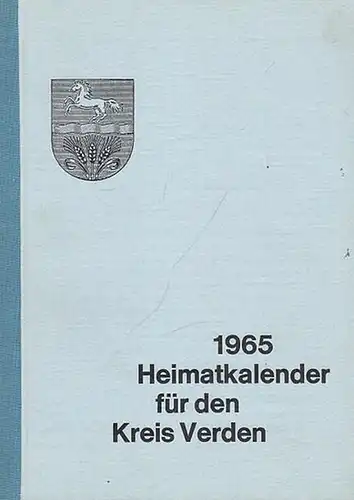 1965
Heimatkalender
für den
Kreis Verden